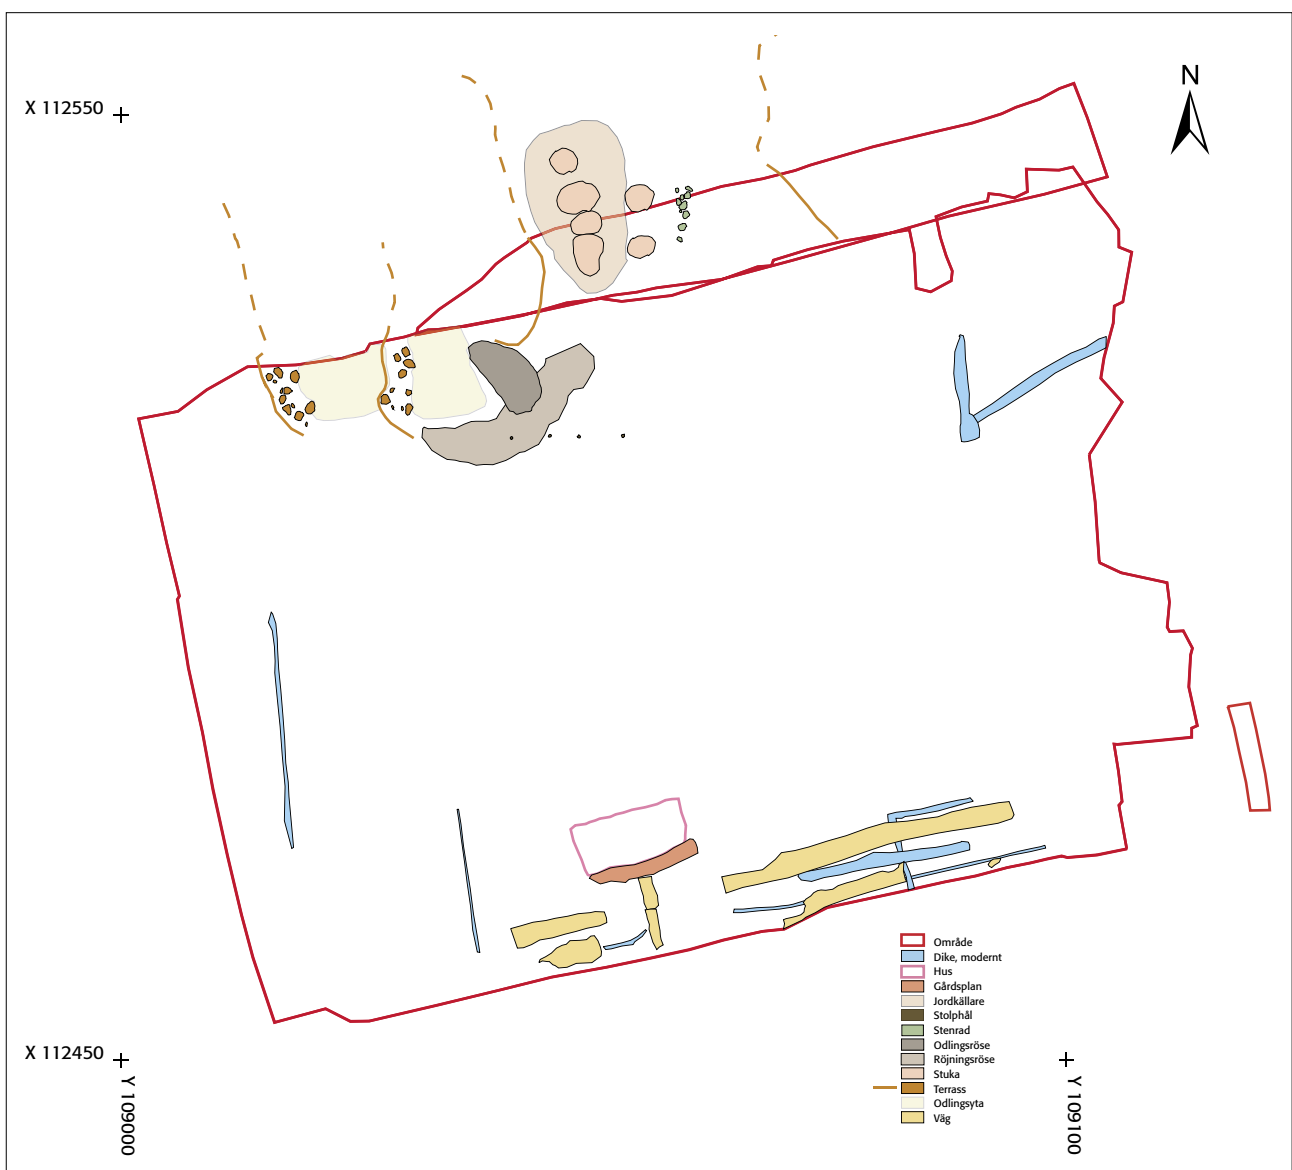 N
X 112550
Område
Dike, modernt
Hus
Gårdsplan
Jordkällare
Stolphål
Stenrad
Odlingsröse
Röjningsröse
Stuka
Terrass
Odlingsyta
Väg
X 112450
Y 109000
Y 109100